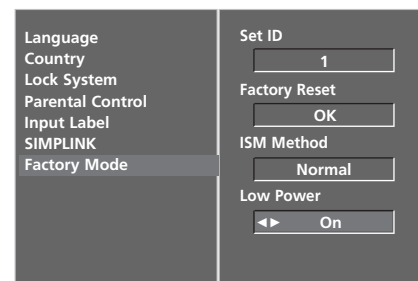 Language
Country
Lock System
Parental Control
Input Label
SIMPLINK
Factory Mode
Set ID
1
Factory Reset
OK
ISM Method
Normal
Low Power
◄► On